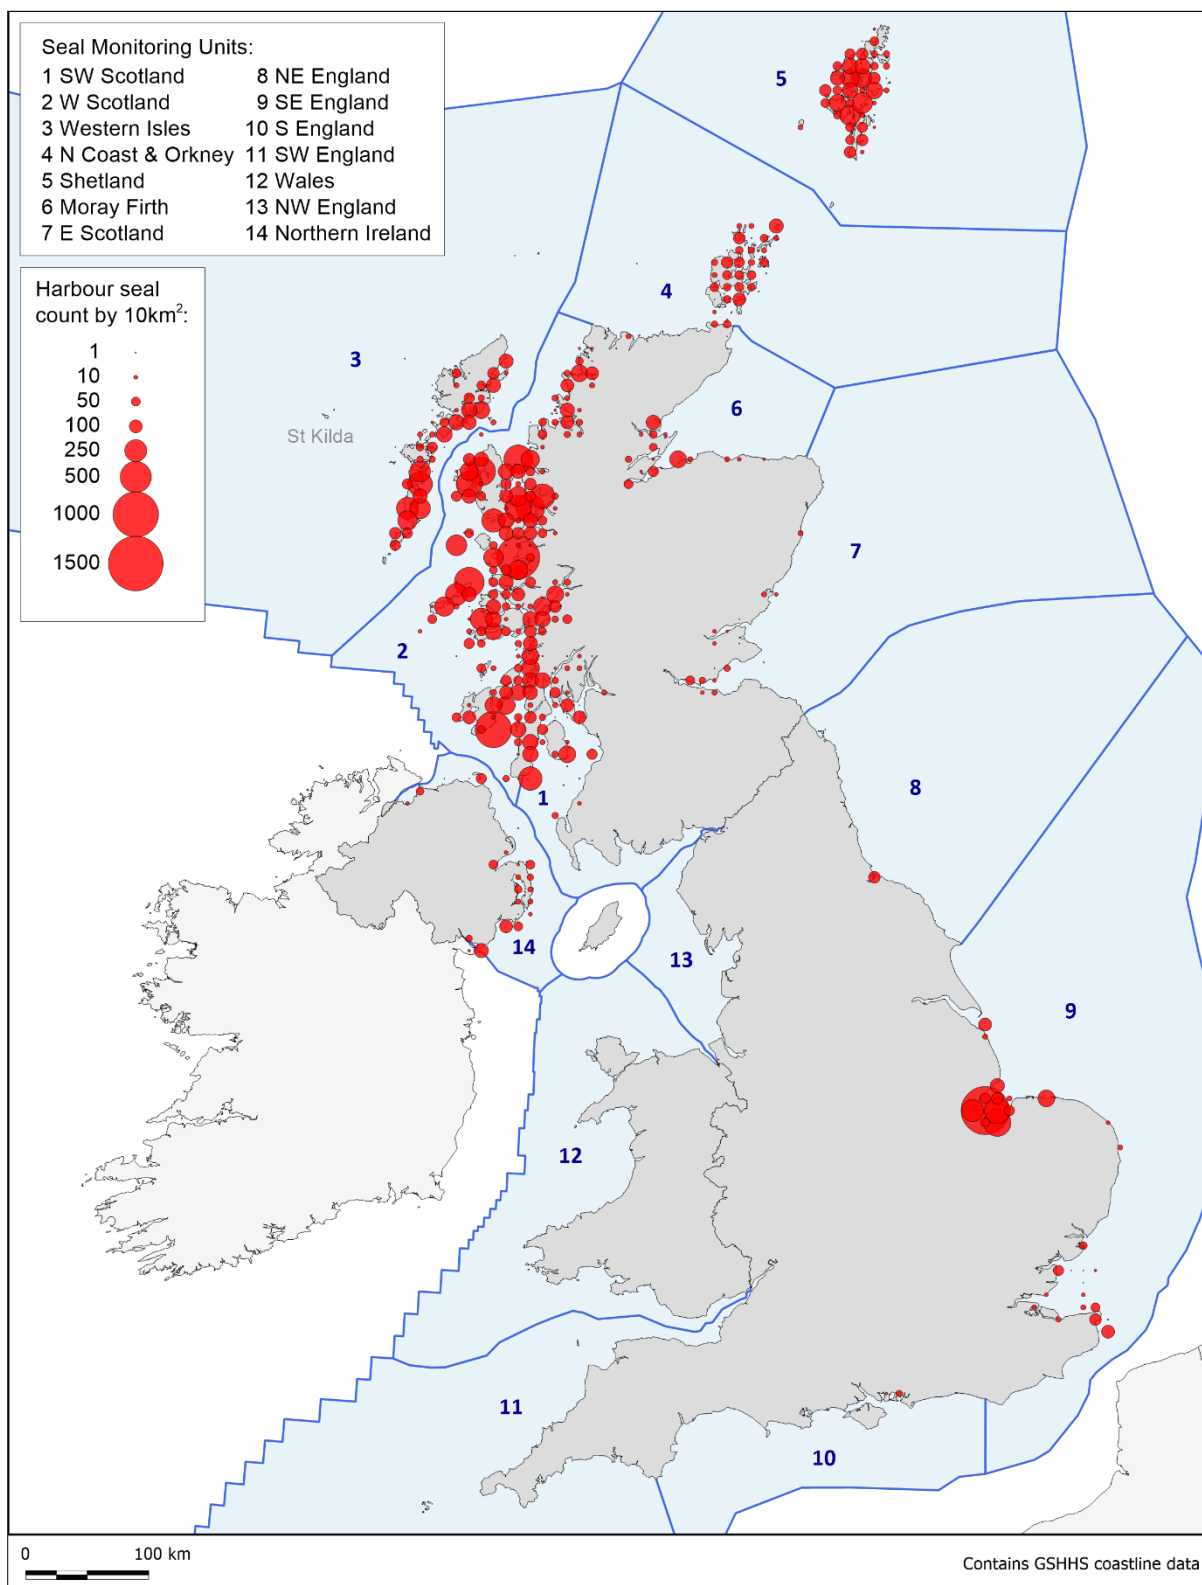 Seal Monitoring Units:
1 SW Scotland 8 NE England
2 W Scotland 9 SE England
3 Western Isles 10 S England
4 N Coast & Orkney 11 SW England
5 Shetland 12 Wales
6 Moray Firth 13 NW England
7 E Scotland 14 Northern Ireland
Harbour seal
count by 10km²:
1
10
50
100
250
500
1000
1500
5
4
3
6
St Kilda
7
2
8
1
14
13
9
12
11
10
0 100 km
Contains GSHHS coastline data